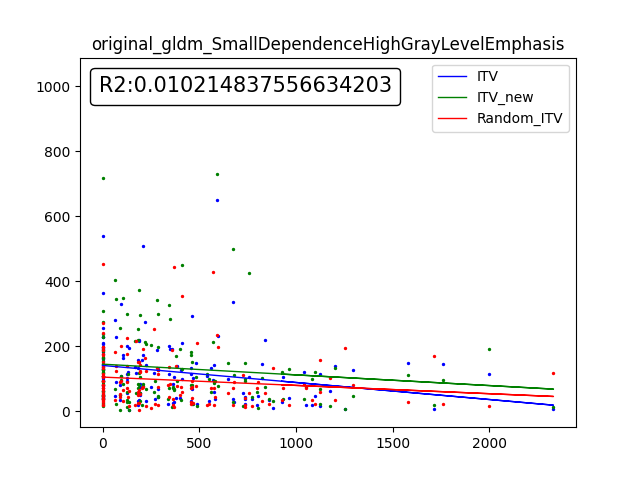 original_gldm_SmallDependenceHighGrayLevelEmphasis
R2:0.010214837556634203
ITV
ITV_new
Random_ITV
1000
800
600
400
200
0
0 500 1000 1500 2000